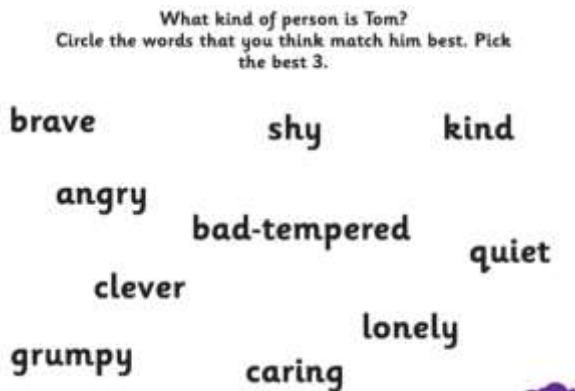 What kind of person is Tom?
Circle the words that you think match him best. Pick
the best 3.
brave
shy
kind
angry
bad-tempered
quiet
clever
lonely
grumpy
caring